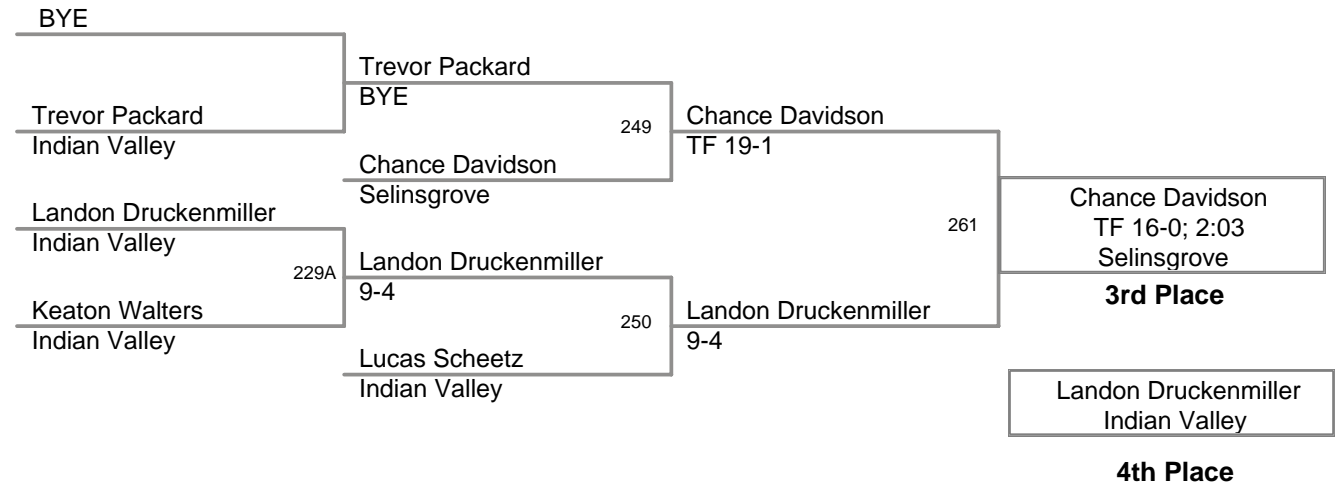 BYE
Trevor Packard
Indian Valley
Landon Druckenmiller
Indian Valley
229A
Keaton Walters
Indian Valley
Trevor Packard
BYE
249
Chance Davidson
Selinsgrove
Landon Druckenmiller
9-4
250
Lucas Scheetz
Indian Valley
Chance Davidson
TF 19-1
261
Landon Druckenmiller
9-4
Chance Davidson
TF 16-0; 2:03
Selinsgrove
3rd Place
Landon Druckenmiller
Indian Valley
4th Place